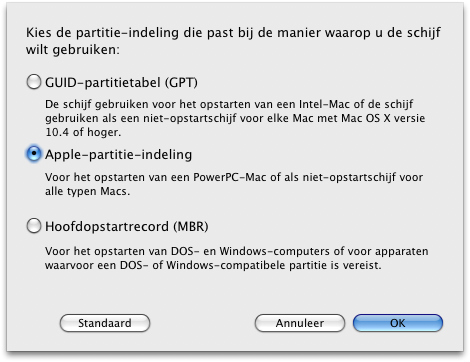 Kies de partitie-indeling die past bij de manier waarop u de schijf
wilt gebruiken:
GUID-partitietabel (GPT)
De schijf gebruiken voor het opstarten van een Intel-Mac of de schijf
gebruiken als een niet-opstartschijf voor elke Mac met Mac OS X versie
10.4 of hoger.
Apple-partitie-indeling
Voor het opstarten van een PowerPC-Mac of als niet-opstartschijf voor
alle typen Macs.
Hoofdopstartrecord (MBR)
Voor het opstarten van DOS- en Windows-computers of voor apparaten
waarvoor een DOS- of Windows-compatibele partitie is vereist.
Standaard Annuleer OK